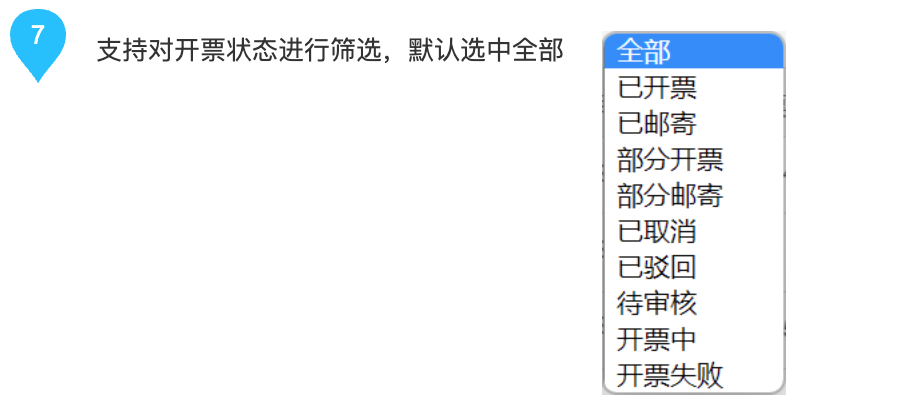 7
支持对开票状态进行筛选，默认选中全部
全部
已开票
已邮寄
部分开票
部分邮寄
已取消
已驳回
待审核
开票中
开票失败